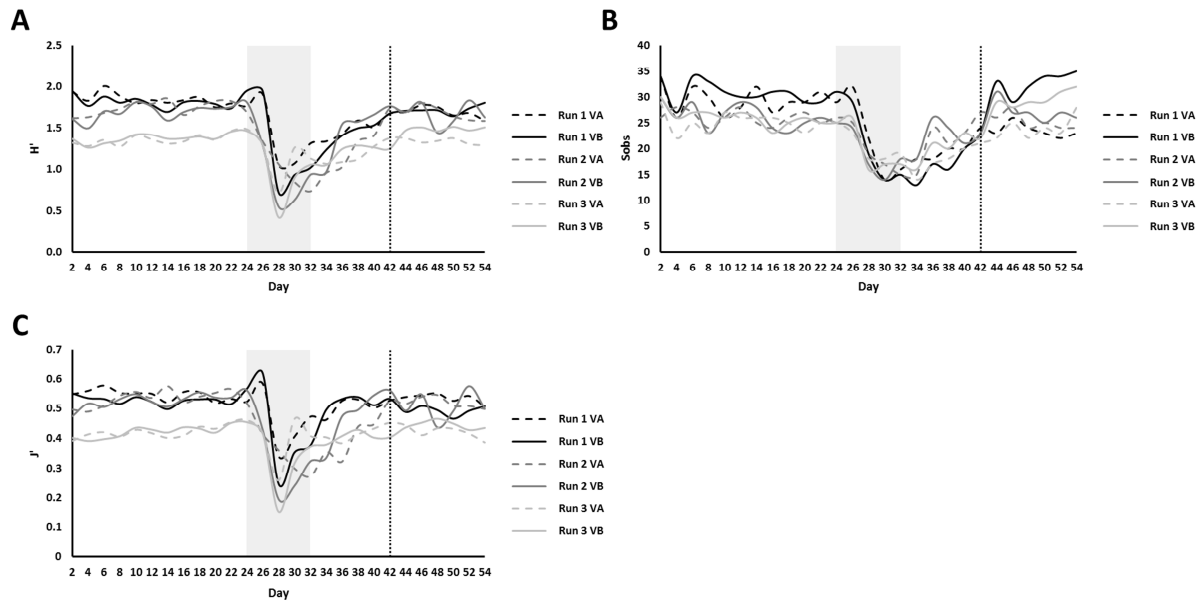 A
H'
2.5
2.0
1.5
1.0
0.5
0.0
2 4 6 8 10 12 14 16 18 20 22 24 26 28 30 32 34 36 38 40 42 44 46 48 50 52 54
Day
Run 1 VA
Run 1 VB
Run 2 VA
Run 2 VB
Run 3 VA
Run 3 VB
B
Sobs
40
35
30
25
20
15
10
5
0
2 4 6 8 10 12 14 16 18 20 22 24 26 28 30 32 34 36 38 40 42 44 46 48 50 52 54
Day
Run 1 VA
Run 1 VB
Run 2 VA
Run 2 VB
Run 3 VA
Run 3 VB
C
J'
0.7
0.6
0.5
0.4
0.3
0.2
0.1
0
2 4 6 8 10 12 14 16 18 20 22 24 26 28 30 32 34 36 38 40 42 44 46 48 50 52 54
Day
Run 1 VA
Run 1 VB
Run 2 VA
Run 2 VB
Run 3 VA
Run 3 VB